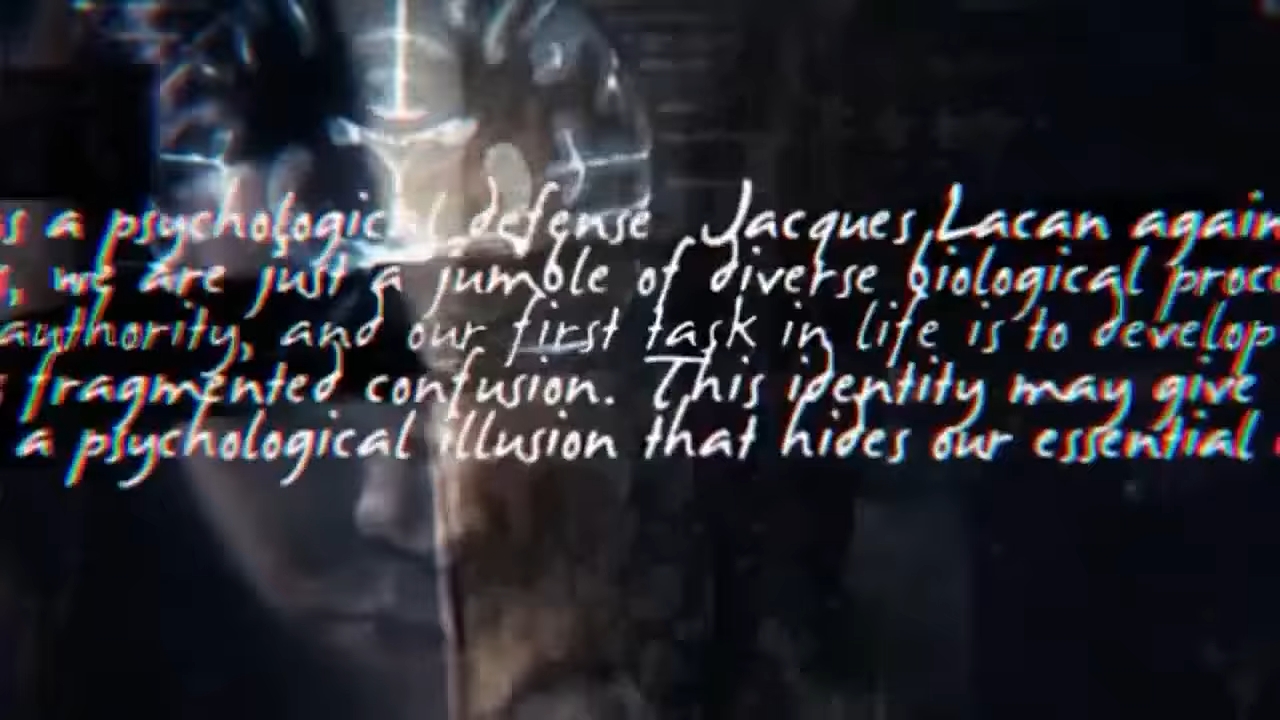 as a psychological defense Jacques Lacan again
we are just a jumble of diverse biological
authority, and our first task in life is to develop
fragmented confusion. This identity may give
a psychological illusion that hides our essential